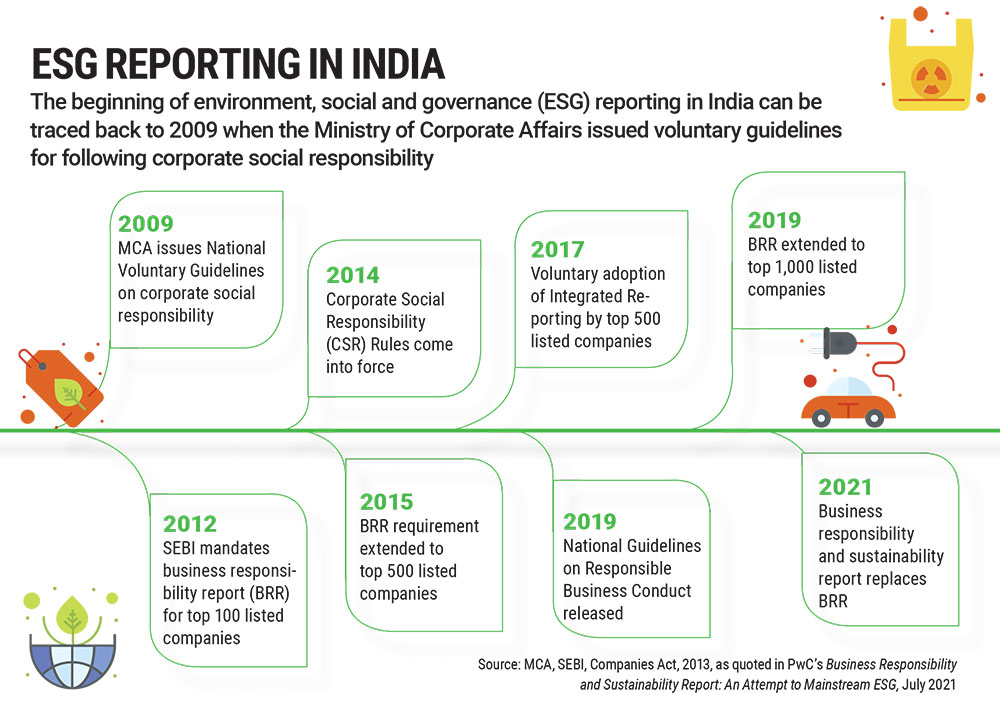 ESG REPORTING IN INDIA
The beginning of environment, social and governance (ESG) reporting in India can be
traced back to 2009 when the Ministry of Corporate Affairs issued voluntary guidelines
for following corporate social responsibility
2009
MCA issues National
Voluntary Guidelines
on corporate social
responsibility
2012
SEBI mandates
business responsi-
bility report (BRR)
for top 100 listed
companies
2014
Corporate Social
Responsibility
(CSR) Rules come
into force
2015
BRR requirement
extended to
top 500 listed
companies
2017
Voluntary adoption
of Integrated Re-
porting by top 500
listed companies
2019
National Guidelines
on Responsible
Business Conduct
released
2019
BRR extended to
top 1,000 listed
companies
2021
Business
responsibility
and sustainability
report replaces
BRR
Source: MCA, SEBI, Companies Act, 2013, as quoted in PwC's Business Responsibility
and Sustainability Report: An Attempt to Mainstream ESG, July 2021